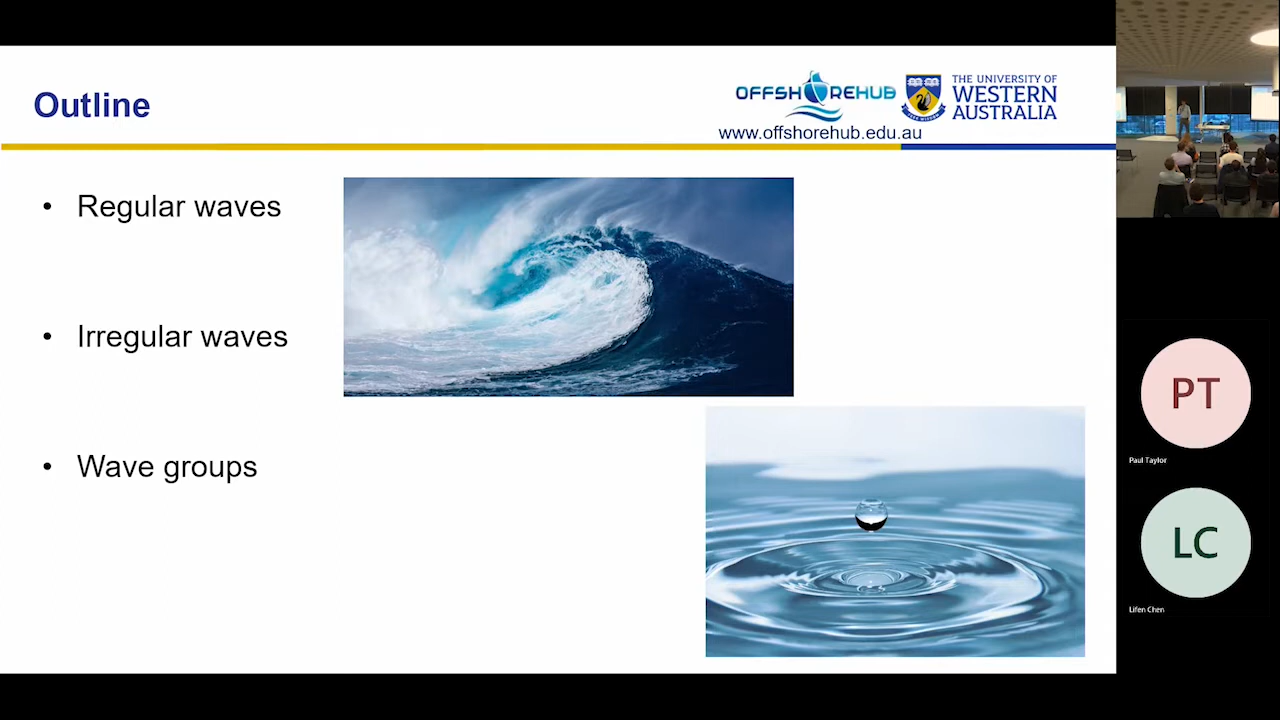 Outline
OFFSHOREHUB
www.offshorehub.edu.au
THE UNIVERSITY OF
WESTERN
AUSTRALIA
• Regular waves
• Irregular waves
• Wave groups
PT
Paul Taylor
LC
Lifen Chen